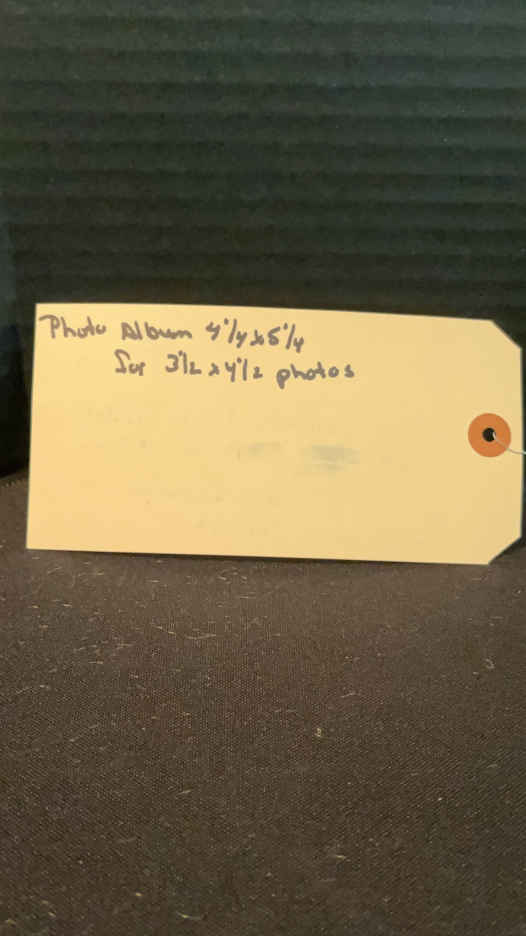 Photo Album 4 1/4 x 5 1/4
for 3 1/2 x 4 1/2 photos